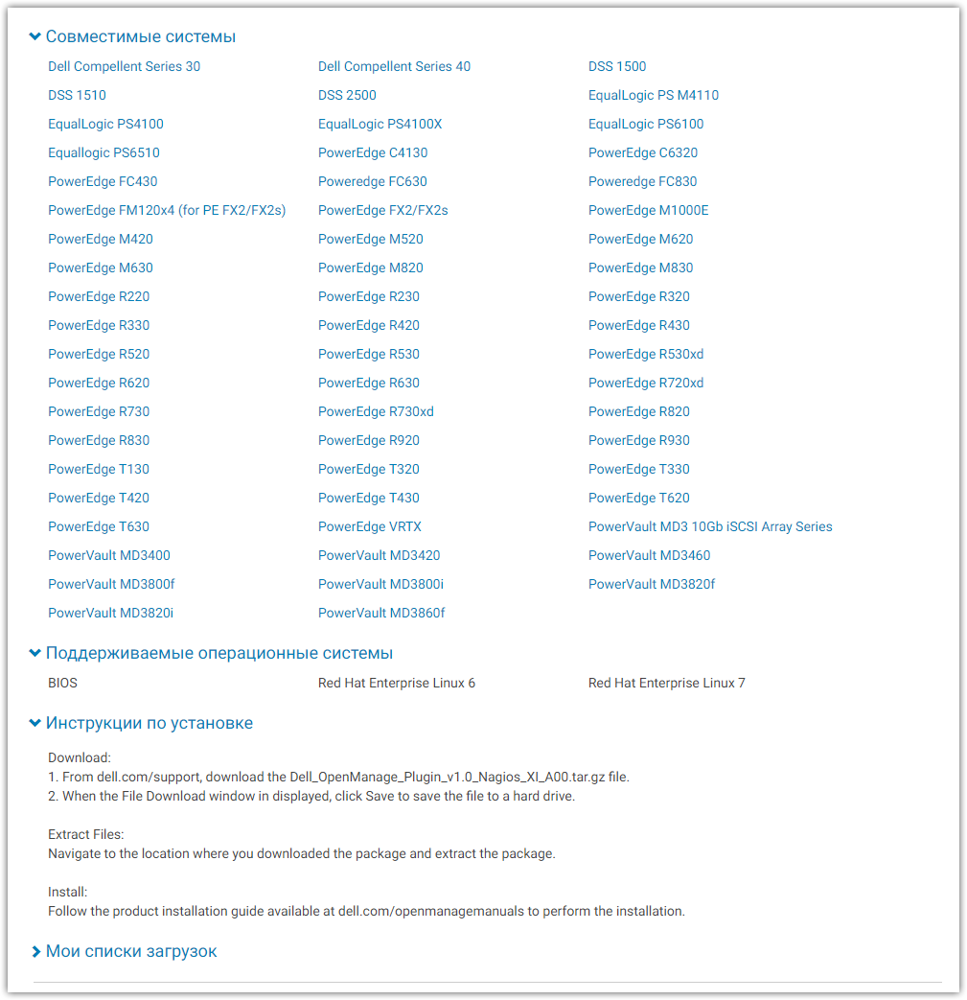 Совместимые системы
Dell Compellent Series 30 Dell Compellent Series 40 DSS 1500
DSS 1510 DSS 2500 EqualLogic PS M4110
EqualLogic PS4100 EqualLogic PS4100X EqualLogic PS6100
Equallogic PS6510 PowerEdge C4130 PowerEdge C6320
PowerEdge FC430 Poweredge FC630 Poweredge FC830
PowerEdge FM120x4 (for PE FX2/FX2s) PowerEdge FX2/FX2s PowerEdge M1000E
PowerEdge M420 PowerEdge M520 PowerEdge M620
PowerEdge M630 PowerEdge M820 PowerEdge M830
PowerEdge R220 PowerEdge R230 PowerEdge R320
PowerEdge R330 PowerEdge R420 PowerEdge R430
PowerEdge R520 PowerEdge R530 PowerEdge R530xd
PowerEdge R620 PowerEdge R630 PowerEdge R720xd
PowerEdge R730 PowerEdge R730xd PowerEdge R820
PowerEdge R830 PowerEdge R920 PowerEdge R930
PowerEdge T130 PowerEdge T320 PowerEdge T330
PowerEdge T420 PowerEdge T430 PowerEdge T620
PowerEdge T630 PowerEdge VRTX PowerVault MD3 10Gb iSCSI Array Series
PowerVault MD3400 PowerVault MD3420 PowerVault MD3460
PowerVault MD3800f PowerVault MD3800i PowerVault MD3820f
PowerVault MD3820i PowerVault MD3860f
Поддерживаемые операционные системы
BIOS Red Hat Enterprise Linux 6 Red Hat Enterprise Linux 7
Инструкции по установке
Download:
1. From dell.com/support, download the Dell_OpenManage_Plugin_v1.0_Nagios_XI_A00.tar.gz file.
2. When the File Download window in displayed, click Save to save the file to a hard drive.
Extract Files:
Navigate to the location where you downloaded the package and extract the package.
Install:
Follow the product installation guide available at dell.com/openmanagemanuals to perform the installation.
Мои списки загрузок